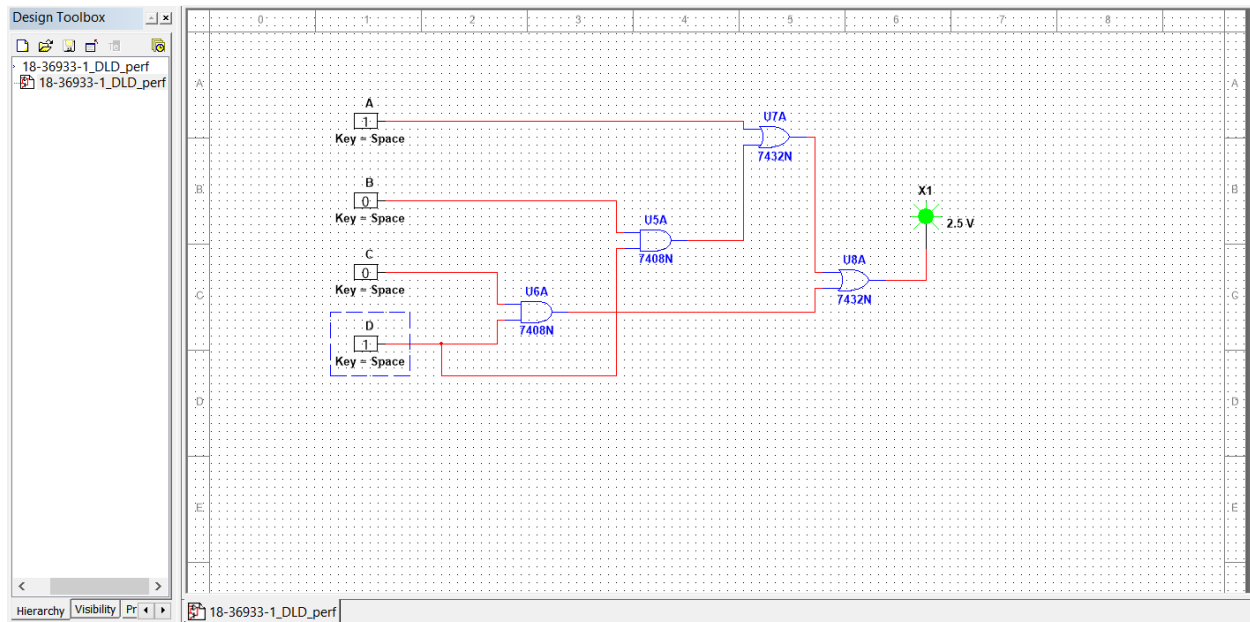 Design Toolbox
18-36933-1_DLD_perf
18-36933-1_DLD_perf
Hierarchy Visibility Pr
0 1 2 3 4 5 6 7 8
A A
B B
C C
D D
E E
A
1
Key = Space
B
0
Key = Space
C
0
Key = Space
D
1
Key = Space
U7A
7432N
U5A
7408N
U6A
7408N
U8A
7432N
X1
2.5 V
18-36933-1_DLD_perf